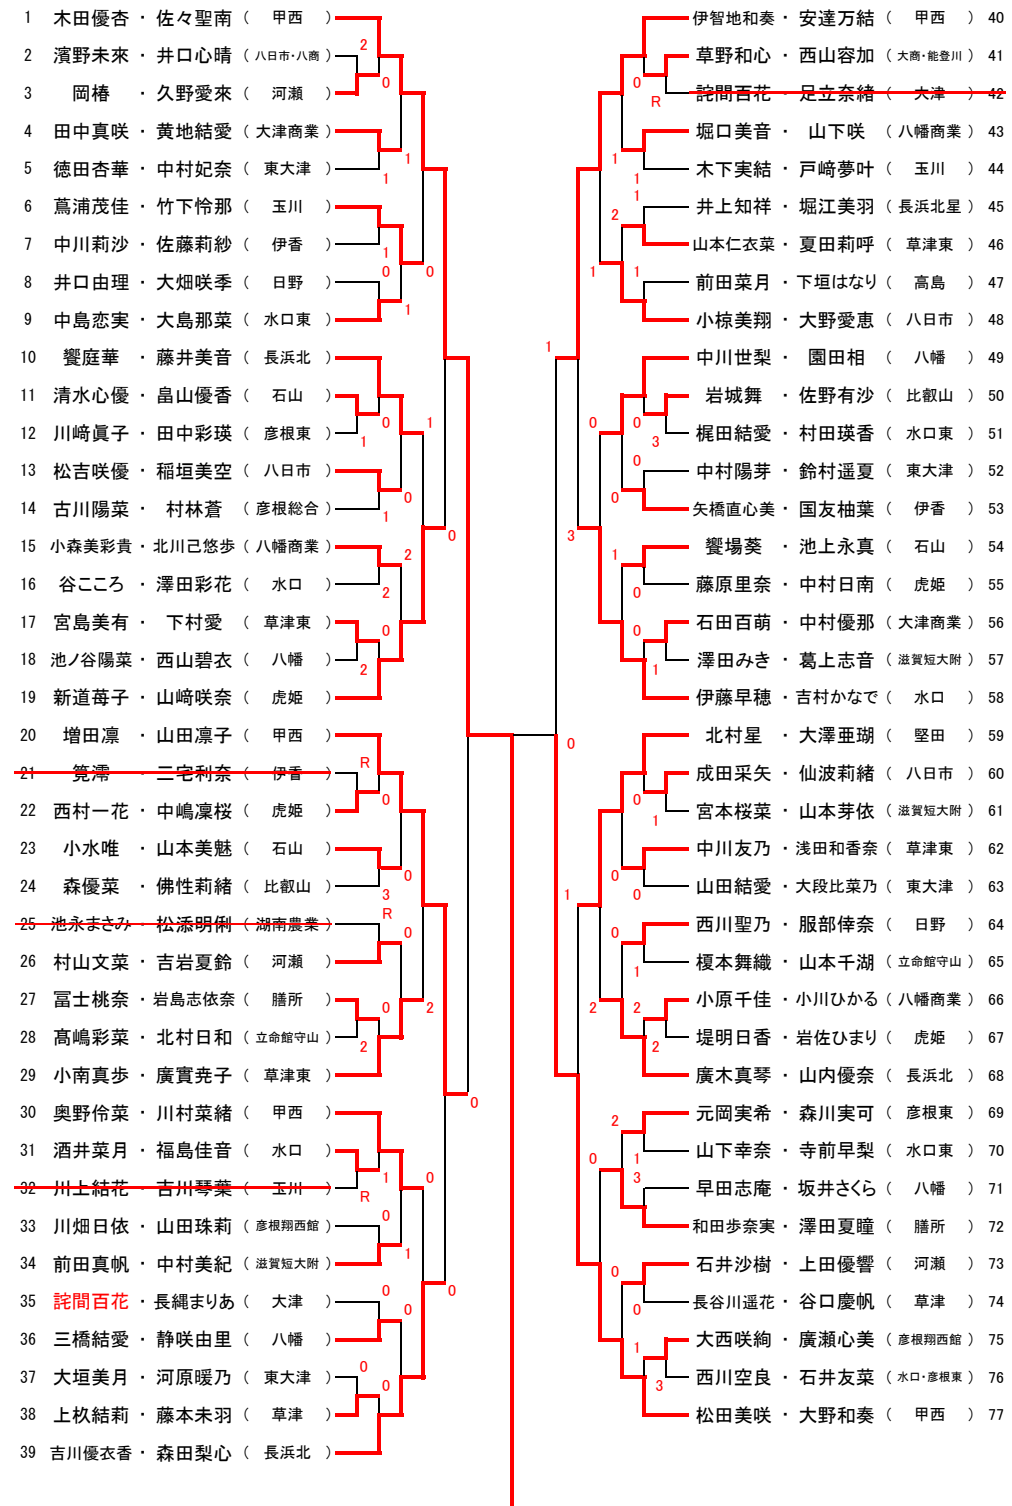 1 木田優杏 ・ 佐々聖南 （ 甲西 ）
2 濱野未來 ・ 井口心晴 （ 八日市・八商 ）
3 岡椿 ・ 久野愛來 （ 河瀬 ）
4 田中真咲 ・ 黄地結愛 （ 大津商業 ）
5 徳田杏華 ・ 中村妃奈 （ 東大津 ）
6 蔦浦茂佳 ・ 竹下怜那 （ 玉川 ）
7 中川莉沙 ・ 佐藤莉紗 （ 伊香 ）
8 井口由理 ・ 大畑咲季 （ 日野 ）
9 中島恋実 ・ 大島那菜 （ 水口東 ）
10 饗庭華 ・ 藤井美音 （ 長浜北 ）
11 清水心優 ・ 畠山優香 （ 石山 ）
12 川﨑眞子 ・ 田中彩瑛 （ 彦根東 ）
13 松吉咲優 ・ 稲垣美空 （ 八日市 ）
14 古川陽菜 ・ 村林蒼 （ 彦根総合 ）
15 小森美彩貴 ・ 北川己悠歩 （ 八幡商業 ）
16 谷こころ ・ 澤田彩花 （ 水口 ）
17 宮島美有 ・ 下村愛 （ 草津東 ）
18 池ノ谷陽菜 ・ 西山碧衣 （ 八幡 ）
19 新道苺子 ・ 山﨑咲奈 （ 虎姫 ）
20 増田凛 ・ 山田凛子 （ 甲西 ）
21 筧澪 ・ 三宅利奈 （ 伊香 ）
22 西村一花 ・ 中嶋凜桜 （ 虎姫 ）
23 小水唯 ・ 山本美魅 （ 石山 ）
24 森優菜 ・ 佛性莉緒 （ 比叡山 ）
25 池永まさみ ・ 松添明俐 （ 湖南農業 ）
26 村山文菜 ・ 吉岩夏鈴 （ 河瀬 ）
27 冨士桃奈 ・ 岩島志依奈 （ 膳所 ）
28 髙嶋彩菜 ・ 北村日和 （ 立命館守山 ）
29 小南真歩 ・ 廣實尭子 （ 草津東 ）
30 奥野伶菜 ・ 川村菜緒 （ 甲西 ）
31 酒井菜月 ・ 福島佳音 （ 水口 ）
32 川上結花 ・ 吉川琴葉 （ 玉川 ）
33 川畑日依 ・ 山田珠莉 （ 彦根翔西館 ）
34 前田真帆 ・ 中村美紀 （ 滋賀短大附 ）
35 詫間百花 ・ 長縄まりあ （ 大津 ）
36 三橋結愛 ・ 静咲由里 （ 八幡 ）
37 大垣美月 ・ 河原暖乃 （ 東大津 ）
38 上杦結莉 ・ 藤本未羽 （ 草津 ）
39 吉川優衣香 ・ 森田梨心 （ 長浜北 ）
伊智地和奏 ・ 安達万結 （ 甲西 ） 40
草野和心 ・ 西山容加 （ 大商・能登川 ） 41
詫間百花 ・ 足立奈緒 （ 大津 ） 42
堀口美音 ・ 山下咲 （ 八幡商業 ） 43
木下実結 ・ 戸﨑夢叶 （ 玉川 ） 44
井上知祥 ・ 堀江美羽 （ 長浜北星 ） 45
山本仁衣菜 ・ 夏田莉呼 （ 草津東 ） 46
前田菜月 ・ 下垣はなり （ 高島 ） 47
小椋美翔 ・ 大野愛恵 （ 八日市 ） 48
中川世梨 ・ 園田相 （ 八幡 ） 49
岩城舞 ・ 佐野有沙 （ 比叡山 ） 50
梶田結愛 ・ 村田瑛香 （ 水口東 ） 51
中村陽芽 ・ 鈴村遥夏 （ 東大津 ） 52
矢橋直心美 ・ 国友柚葉 （ 伊香 ） 53
饗場葵 ・ 池上永真 （ 石山 ） 54
藤原里奈 ・ 中村日南 （ 虎姫 ） 55
石田百萌 ・ 中村優那 （ 大津商業 ） 56
澤田みき ・ 葛上志音 （ 滋賀短大附 ） 57
伊藤早穂 ・ 吉村かなで （ 水口 ） 58
北村星 ・ 大澤亜瑚 （ 堅田 ） 59
成田采矢 ・ 仙波莉緒 （ 八日市 ） 60
宮本桜菜 ・ 山本芽依 （ 滋賀短大附 ） 61
中川友乃 ・ 浅田和香奈 （ 草津東 ） 62
山田結愛 ・ 大段比菜乃 （ 東大津 ） 63
西川聖乃 ・ 服部倖奈 （ 日野 ） 64
榎本舞織 ・ 山本千湖 （ 立命館守山 ） 65
小原千佳 ・ 小川ひかる （ 八幡商業 ） 66
堤明日香 ・ 岩佐ひまり （ 虎姫 ） 67
廣木真琴 ・ 山内優奈 （ 長浜北 ） 68
元岡実希 ・ 森川実可 （ 彦根東 ） 69
山下幸奈 ・ 寺前早梨 （ 水口東 ） 70
早田志庵 ・ 坂井さくら （ 八幡 ） 71
和田歩奈実 ・ 澤田夏瞳 （ 膳所 ） 72
石井沙樹 ・ 上田優響 （ 河瀬 ） 73
長谷川遥花 ・ 谷口慶帆 （ 草津 ） 74
大西咲絢 ・ 廣瀬心美 （ 彦根翔西館 ） 75
西川空良 ・ 石井友菜 （ 水口・彦根東 ） 76
松田美咲 ・ 大野和奏 （ 甲西 ） 77